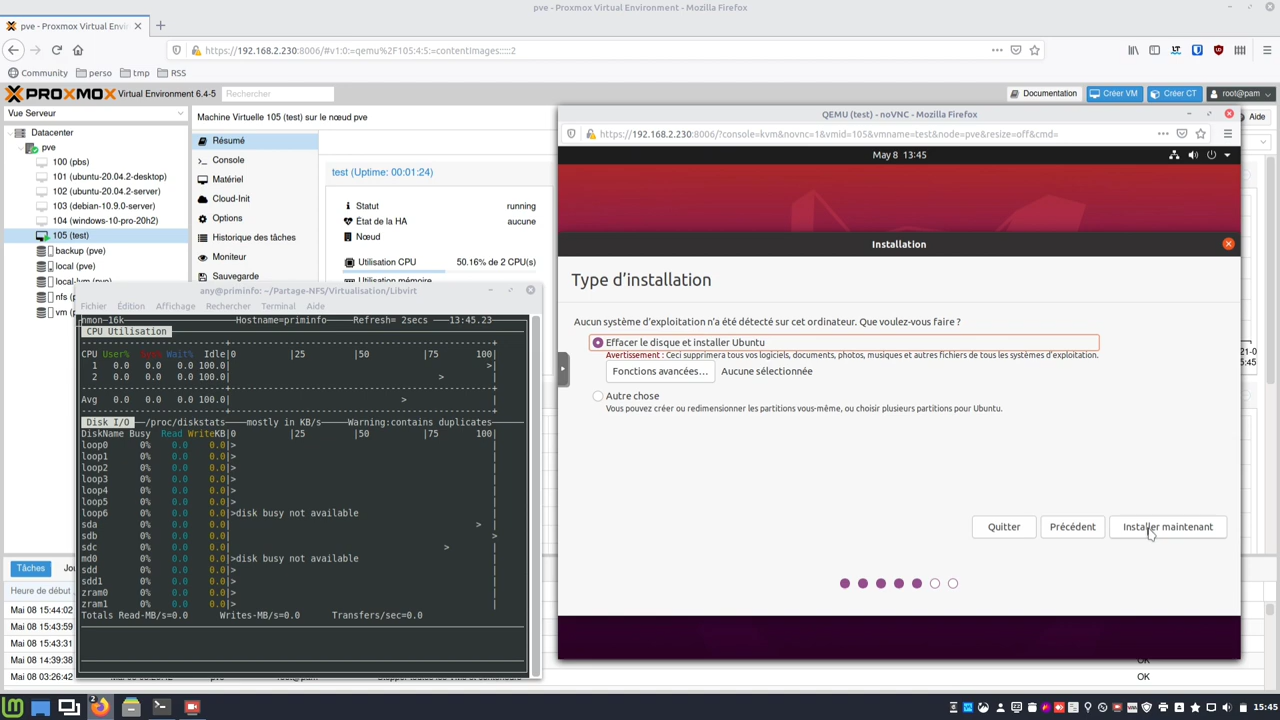 pve - Proxmox Virtual Environment - Mozilla Firefox
pve - Proxmox Virtual Envir
https://192.168.2.230:8006/#v1:0:=qemu%2F105:4:5:=contentImages:::::2
Community perso tmp RSS
PROXMOX Virtual Environment 6.4-5 Rechercher Documentation Créer VM Créer CT root@pam
Vue Serveur
Datacenter
pve
100 (pbs)
101 (ubuntu-20.04.2-desktop)
102 (ubuntu-20.04.2-server)
103 (debian-10.9.0-server)
104 (windows-10-pro-20h2)
105 (test)
backup (pve)
local (pve)
local-lvm (pve)
nfs (
vm (
Machine Virtuelle 105 (test) sur le nœud pve
Aide
Résumé
Console
Matériel
Cloud-Init
Options
Historique des tâches
Moniteur
Sauvegarde
test (Uptime: 00:01:24)
Statut running
État de la HA aucune
Nœud
Utilisation CPU 50.16% de 2 CPU(s)
Utilisation mémoire
any@priminfo: ~/Partage-NFS/Virtualisation/Libvirt
Fichier Édition Affichage Rechercher Terminal Aide
nmon-16k Hostname=priminfo Refresh= 2secs 13:45.23
CPU Utilisation
CPU User% Sys% Wait% Idle|0 |25 |50 |75 100|
1 0.0 0.0 0.0 100.0| >|
2 0.0 0.0 0.0 100.0| > |
Avg 0.0 0.0 0.0 100.0| > |
Disk I/O /proc/diskstats mostly in KB/s Warning:contains duplicates
DiskName Busy Read WriteKB|0 |25 |50 |75 100|
loop0 0% 0.0 0.0|> |
loop1 0% 0.0 0.0|> |
loop2 0% 0.0 0.0|> |
loop3 0% 0.0 0.0|> |
loop4 0% 0.0 0.0|> |
loop5 0% 0.0 0.0|> |
loop6 0% 0.0 0.0|>disk busy not available |
sda 0% 0.0 0.0| > |
sdb 0% 0.0 0.0| >
sdc 0% 0.0 0.0| > |
md0 0% 0.0 0.0|>disk busy not available |
sdd 0% 0.0 0.0|> |
sdd1 0% 0.0 0.0|> |
zram0 0% 0.0 0.0|> |
zram1 0% 0.0 0.0|> |
Totals Read-MB/s=0.0 Writes-MB/s=0.0 Transfers/sec=0.0
QEMU (test) - noVNC - Mozilla Firefox
https://192.168.2.230:8006/?console=kvm&novnc=1&vmid=105&vmname=test&node=pve&resize=off&cmd=
May 8 13:45
Installation
Type d'installation
Aucun système d'exploitation n'a été détecté sur cet ordinateur. Que voulez-vous faire ?
Effacer le disque et installer Ubuntu
Avertissement : Ceci supprimera tous vos logiciels, documents, photos, musiques et autres fichiers de tous les systèmes d'exploitation.
Fonctions avancées... Aucune sélectionnée
Autre chose
Vous pouvez créer ou redimensionner les partitions vous-même, ou choisir plusieurs partitions pour Ubuntu.
Quitter Précédent Installer maintenant
Tâches Jou
Heure de début
Mai 08 15:44:02
Mai 08 15:43:59
Mai 08 15:43:31
Mai 08 14:39:38 OK
Mai 08 03:26:42 pve root@pam Stopper toutes les VMs et conteneurs OK
15:45